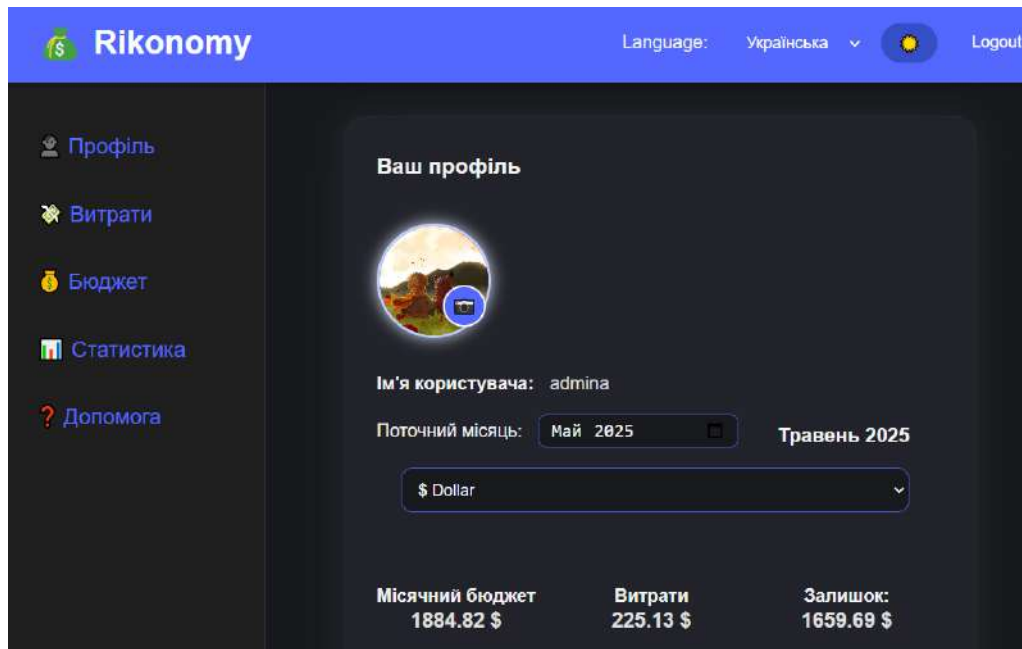 Rikonomy
Language: Українська Logout
Профіль
Витрати
Бюджет
Статистика
Допомога
Ваш профіль
Ім'я користувача: admina
Поточний місяць: Май 2025 Травень 2025
$ Dollar
Місячний бюджет Витрати Залишок:
1884.82 $ 225.13 $ 1659.69 $